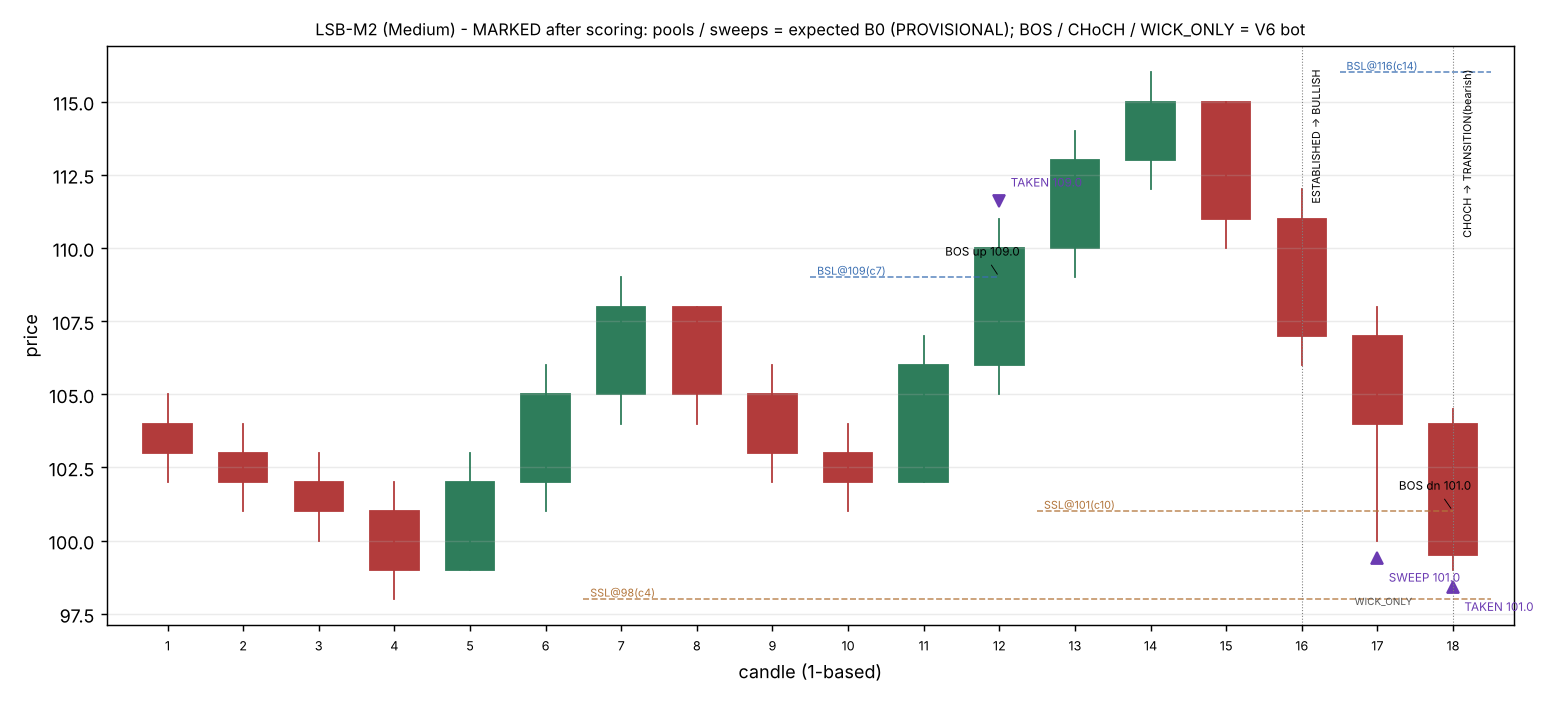 LSB-M2 (Medium) - MARKED after scoring: pools / sweeps = expected B0 (PROVISIONAL); BOS / CHoCH / WICK_ONLY = V6 bot
BSL@116(c14)
ESTABLISHED → BULLISH
CHOCH → TRANSITION(bearish)
TAKEN 109.0
BOS up 109.0
BSL@109(c7)
BOS dn 101.0
SSL@101(c10)
SWEEP 101.0
SSL@98(c4)
WICK_ONLY
TAKEN 101.0
price
115.0
112.5
110.0
107.5
105.0
102.5
100.0
97.5
1 2 3 4 5 6 7 8 9 10 11 12 13 14 15 16 17 18
candle (1-based)